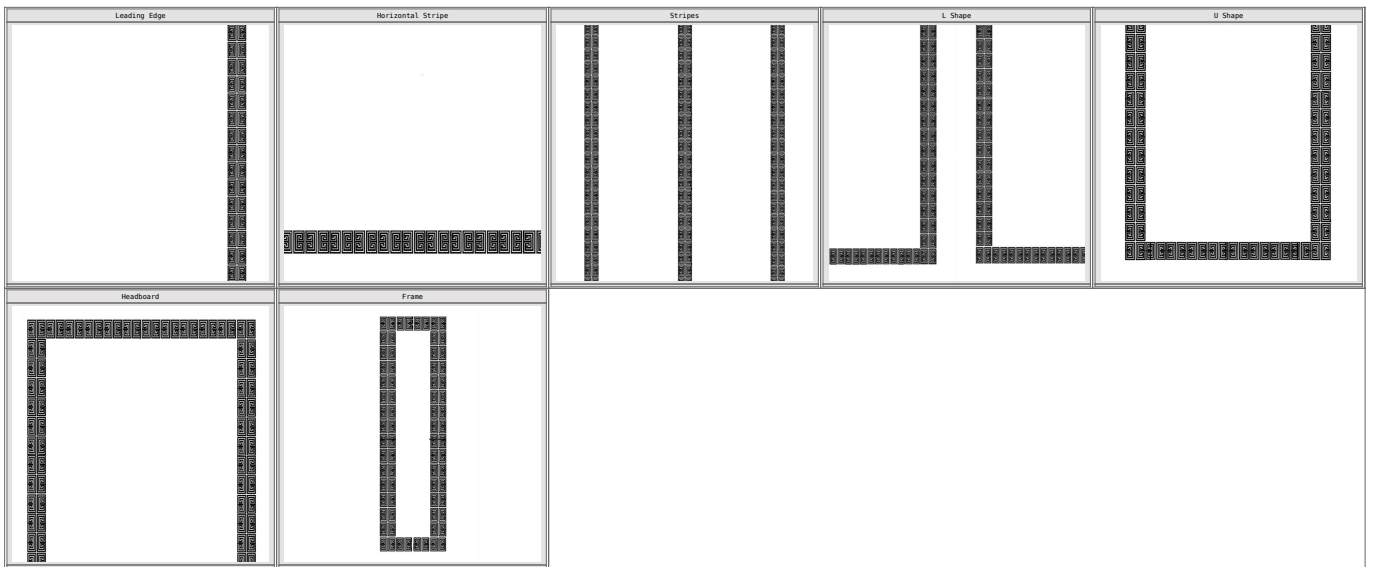 Leading Edge
Horizontal Stripe
Stripes
L Shape
U Shape
Headboard
Frame